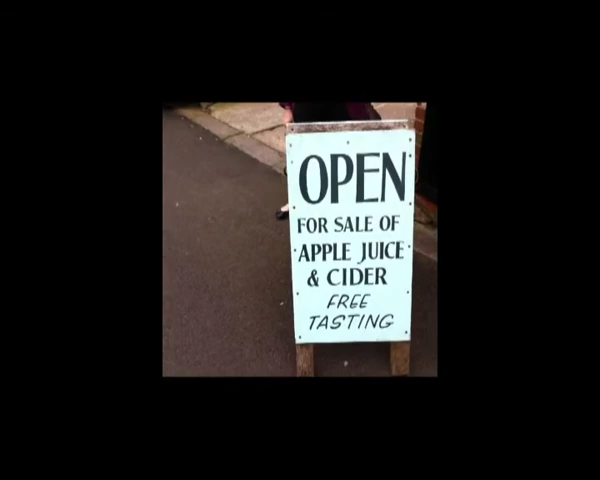 OPEN
FOR SALE OF
APPLE JUICE
& CIDER
FREE
TASTING